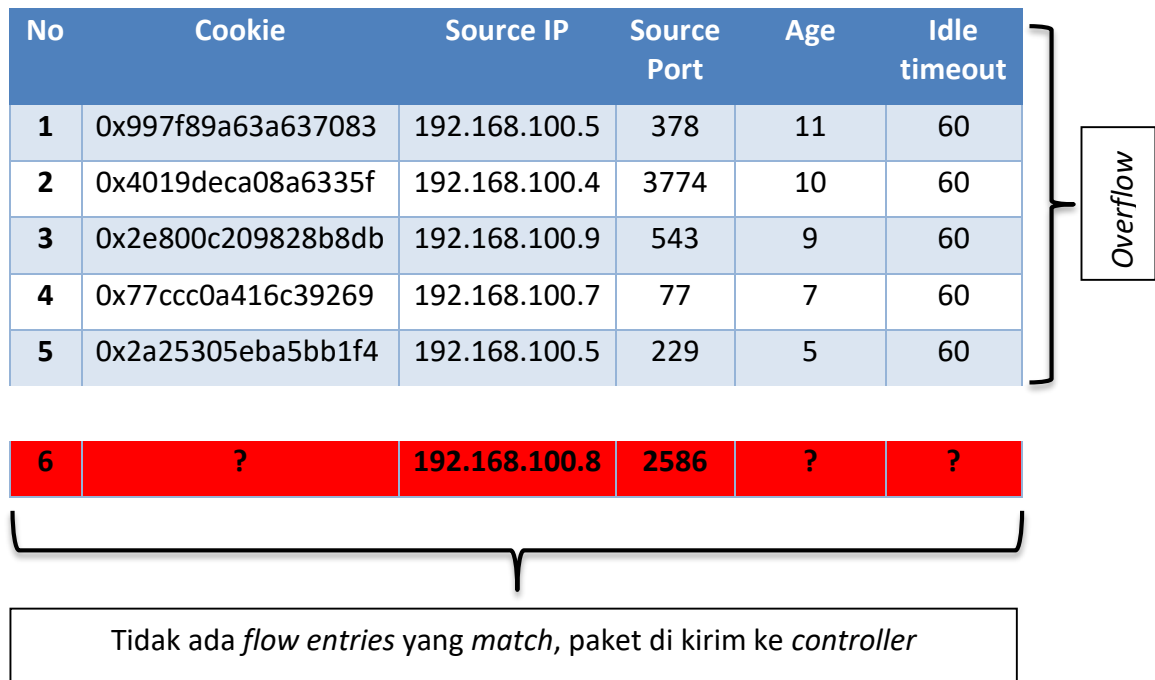 No Cookie Source IP Source Port Age Idle timeout
1 0x997f89a63a637083 192.168.100.5 378 11 60
2 0x4019deca08a6335f 192.168.100.4 3774 10 60
3 0x2e800c209828b8db 192.168.100.9 543 9 60
4 0x77ccc0a416c39269 192.168.100.7 77 7 60
5 0x2a25305eba5bb1f4 192.168.100.5 229 5 60
Overflow
6 ? 192.168.100.8 2586 ? ?
Tidak ada flow entries yang match, paket di kirim ke controller